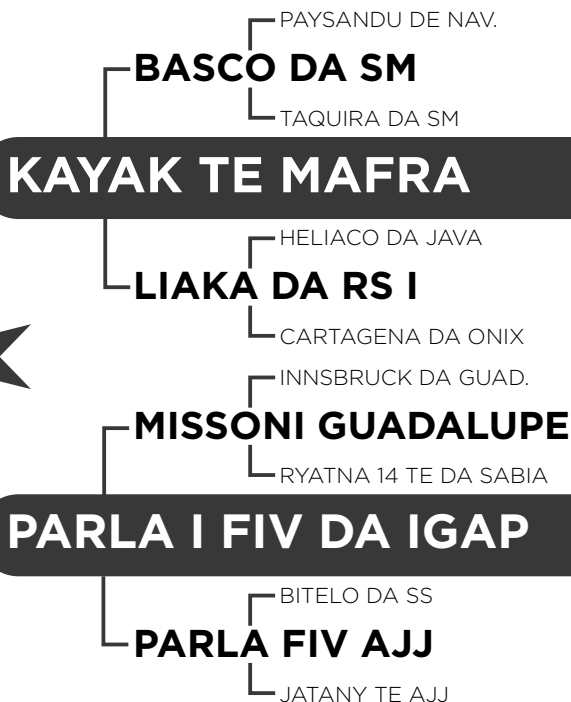 PAYSANDU DE NAV.
BASCO DA SM
TAQUIRA DA SM
KAYAK TE MAFRA
HELIACO DA JAVA
LIAKA DA RS I
CARTAGENA DA ONIX
INNSBRUCK DA GUAD.
MISSONI GUADALUPE
RYATNA 14 TE DA SABIA
PARLA I FIV DA IGAP
BITELO DA SS
PARLA FIV AJJ
JATANY TE AJJ